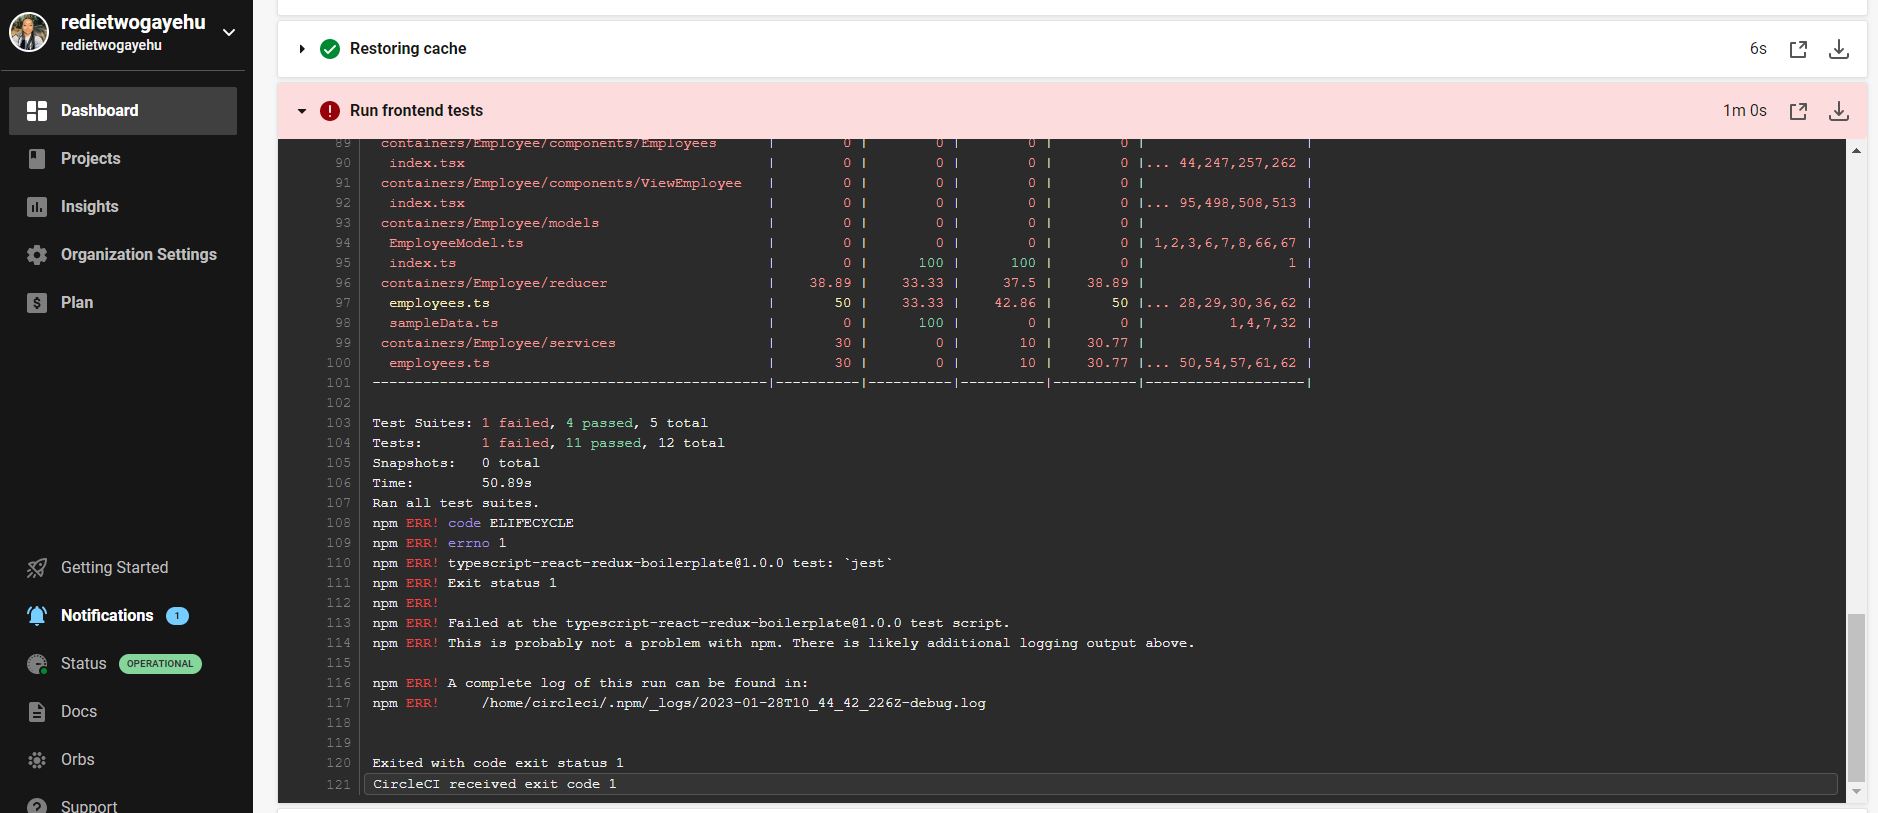 redietwogayehu
redietwogayehu
Dashboard
Projects
Insights
Organization Settings
Plan
Getting Started
Notifications 1
Status OPERATIONAL
Docs
Orbs
Support
Restoring cache 6s
Run frontend tests 1m 0s
89 containers/Employee/components/Employees | 0 | 0 | 0 | 0 | |
90 index.tsx | 0 | 0 | 0 | 0 |... 44,247,257,262 |
91 containers/Employee/components/ViewEmployee | 0 | 0 | 0 | 0 | |
92 index.tsx | 0 | 0 | 0 | 0 |... 95,498,508,513 |
93 containers/Employee/models | 0 | 0 | 0 | 0 | |
94 EmployeeModel.ts | 0 | 0 | 0 | 0 | 1,2,3,6,7,8,66,67 |
95 index.ts | 0 | 100 | 100 | 0 | 1 |
96 containers/Employee/reducer | 38.89 | 33.33 | 37.5 | 38.89 | |
97 employees.ts | 50 | 33.33 | 42.86 | 50 |... 28,29,30,36,62 |
98 sampleData.ts | 0 | 100 | 0 | 0 | 1,4,7,32 |
99 containers/Employee/services | 30 | 0 | 10 | 30.77 | |
100 employees.ts | 30 | 0 | 10 | 30.77 |... 50,54,57,61,62 |
101 -----------------------------------------------|----------|----------|----------|----------|-------------------|
102
103 Test Suites: 1 failed, 4 passed, 5 total
104 Tests: 1 failed, 11 passed, 12 total
105 Snapshots: 0 total
106 Time: 50.89s
107 Ran all test suites.
108 npm ERR! code ELIFECYCLE
109 npm ERR! errno 1
110 npm ERR! typescript-react-redux-boilerplate@1.0.0 test: `jest`
111 npm ERR! Exit status 1
112 npm ERR!
113 npm ERR! Failed at the typescript-react-redux-boilerplate@1.0.0 test script.
114 npm ERR! This is probably not a problem with npm. There is likely additional logging output above.
115
116 npm ERR! A complete log of this run can be found in:
117 npm ERR! /home/circleci/.npm/_logs/2023-01-28T10_44_42_226Z-debug.log
118
119
120 Exited with code exit status 1
121 CircleCI received exit code 1